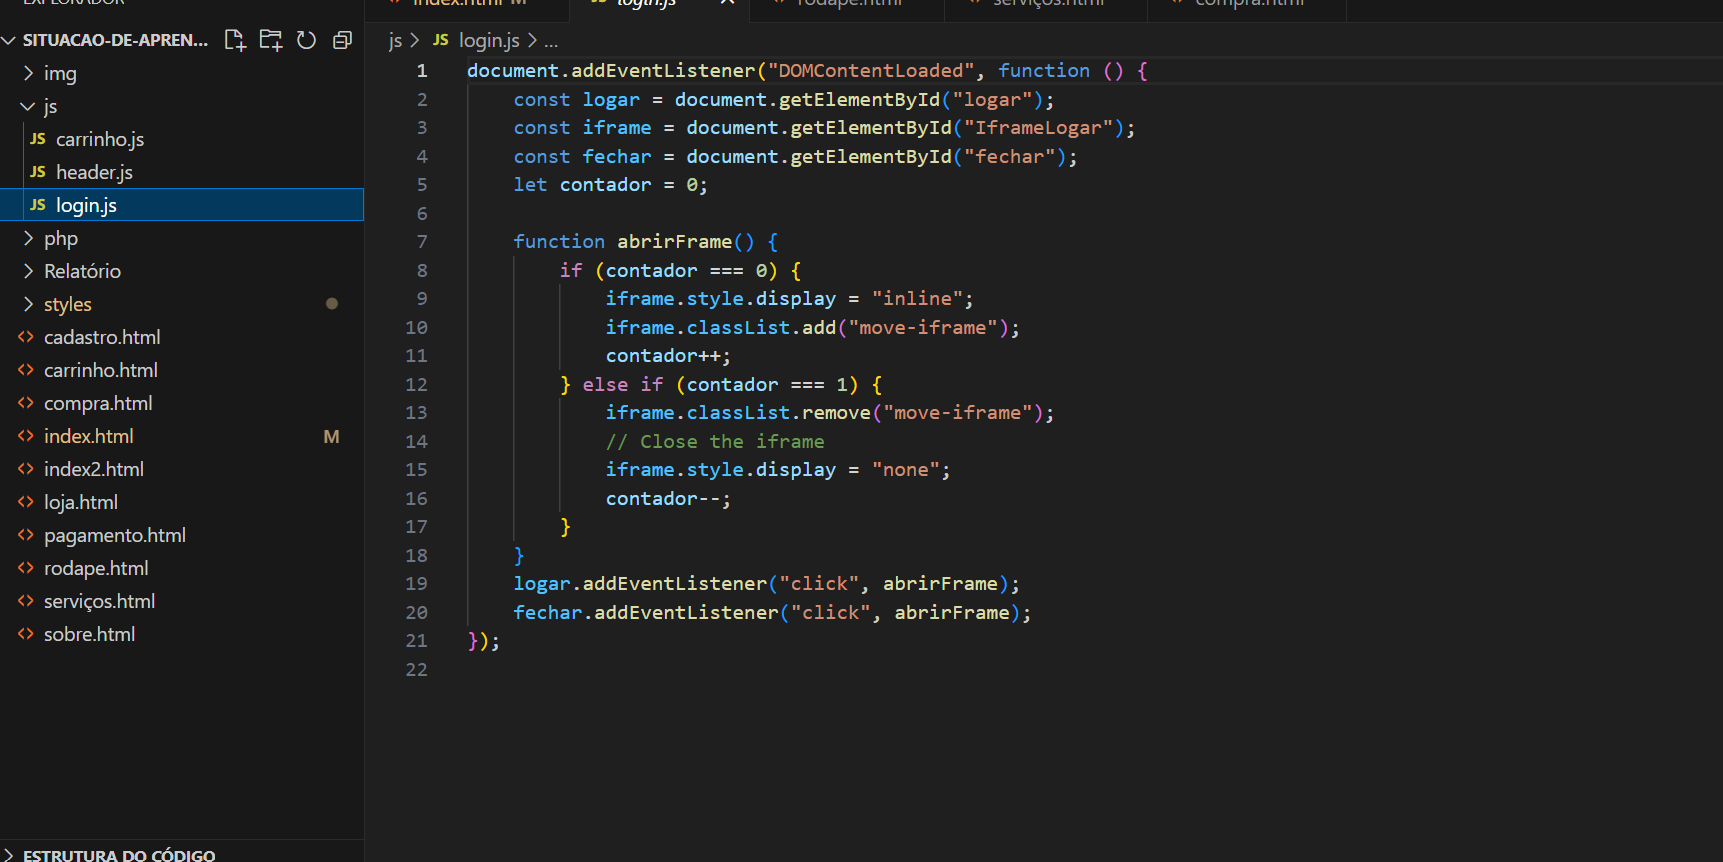 EXPLORADOR
SITUACAO-DE-APREN...
img
js
JS carrinho.js
JS header.js
JS login.js
php
Relatório
styles
cadastro.html
carrinho.html
compra.html
index.html M
index2.html
loja.html
pagamento.html
rodape.html
serviços.html
sobre.html
ESTRUTURA DO CÓDIGO
index.html M
JS login.js
rodape.html
serviços.html
compra.html
js > JS login.js > ...
1 document.addEventListener("DOMContentLoaded", function () {
2 const logar = document.getElementById("logar");
3 const iframe = document.getElementById("IframeLogar");
4 const fechar = document.getElementById("fechar");
5 let contador = 0;
6
7 function abrirFrame() {
8 if (contador === 0) {
9 iframe.style.display = "inline";
10 iframe.classList.add("move-iframe");
11 contador++;
12 } else if (contador === 1) {
13 iframe.classList.remove("move-iframe");
14 // Close the iframe
15 iframe.style.display = "none";
16 contador--;
17 }
18 }
19 logar.addEventListener("click", abrirFrame);
20 fechar.addEventListener("click", abrirFrame);
21 });
22